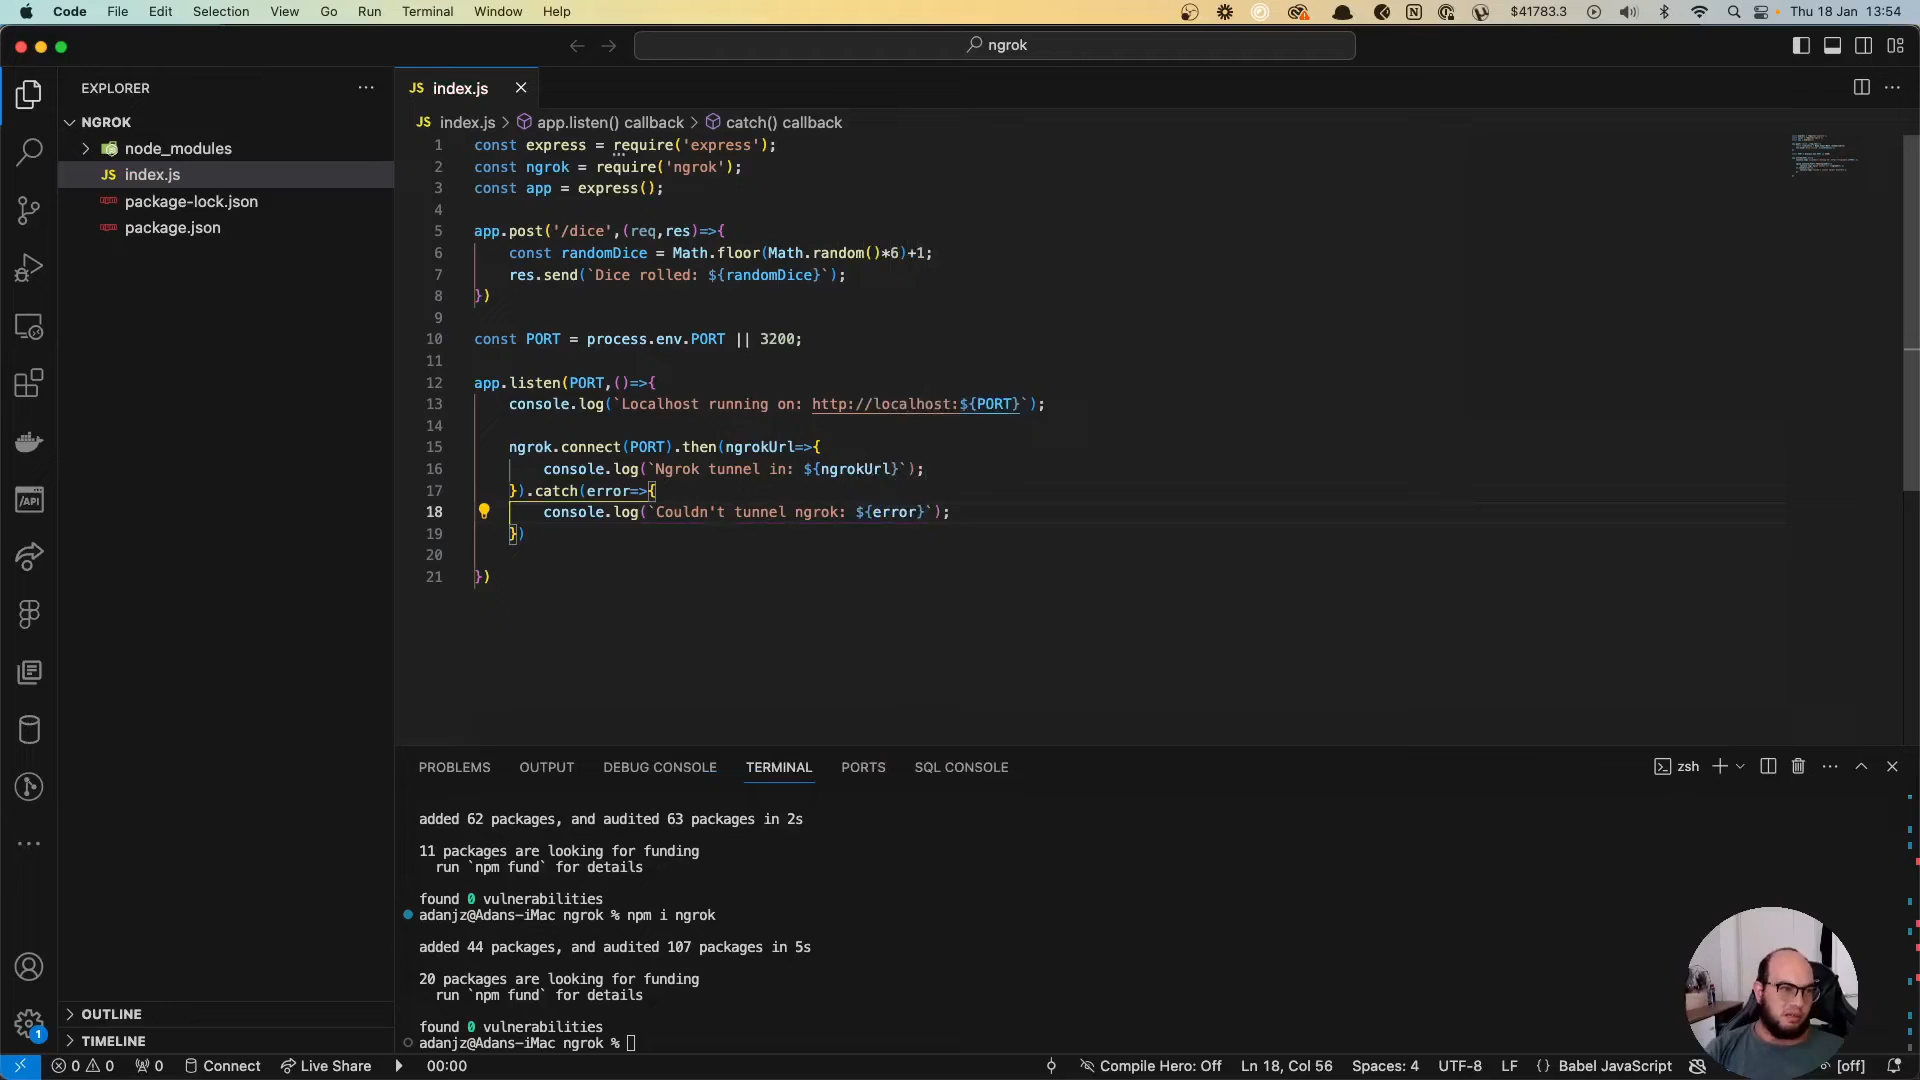 Code File Edit Selection View Go Run Terminal Window Help $41783.3 Thu 18 Jan 13:54
ngrok
EXPLORER
NGROK
node_modules
JS index.js
package-lock.json
package.json
OUTLINE
TIMELINE
JS index.js
JS index.js > app.listen() callback > catch() callback
1 const express = require('express');
2 const ngrok = require('ngrok');
3 const app = express();
4
5 app.post('/dice',(req,res)=>{
6 const randomDice = Math.floor(Math.random()*6)+1;
7 res.send(`Dice rolled: ${randomDice}`);
8 })
9
10 const PORT = process.env.PORT || 3200;
11
12 app.listen(PORT,()=>{
13 console.log(`Localhost running on: http://localhost:${PORT}`);
14
15 ngrok.connect(PORT).then(ngrokUrl=>{
16 console.log(`Ngrok tunnel in: ${ngrokUrl}`);
17 }).catch(error=>{
18 console.log(`Couldn't tunnel ngrok: ${error}`);
19 })
20
21 })
PROBLEMS OUTPUT DEBUG CONSOLE TERMINAL PORTS SQL CONSOLE zsh
added 62 packages, and audited 63 packages in 2s
11 packages are looking for funding
run `npm fund` for details
found 0 vulnerabilities
adanjz@Adans-iMac ngrok % npm i ngrok
added 44 packages, and audited 107 packages in 5s
20 packages are looking for funding
run `npm fund` for details
found 0 vulnerabilities
adanjz@Adans-iMac ngrok %
1
0 0 0 Connect Live Share 00:00 Compile Hero: Off Ln 18, Col 56 Spaces: 4 UTF-8 LF {} Babel JavaScript [off]